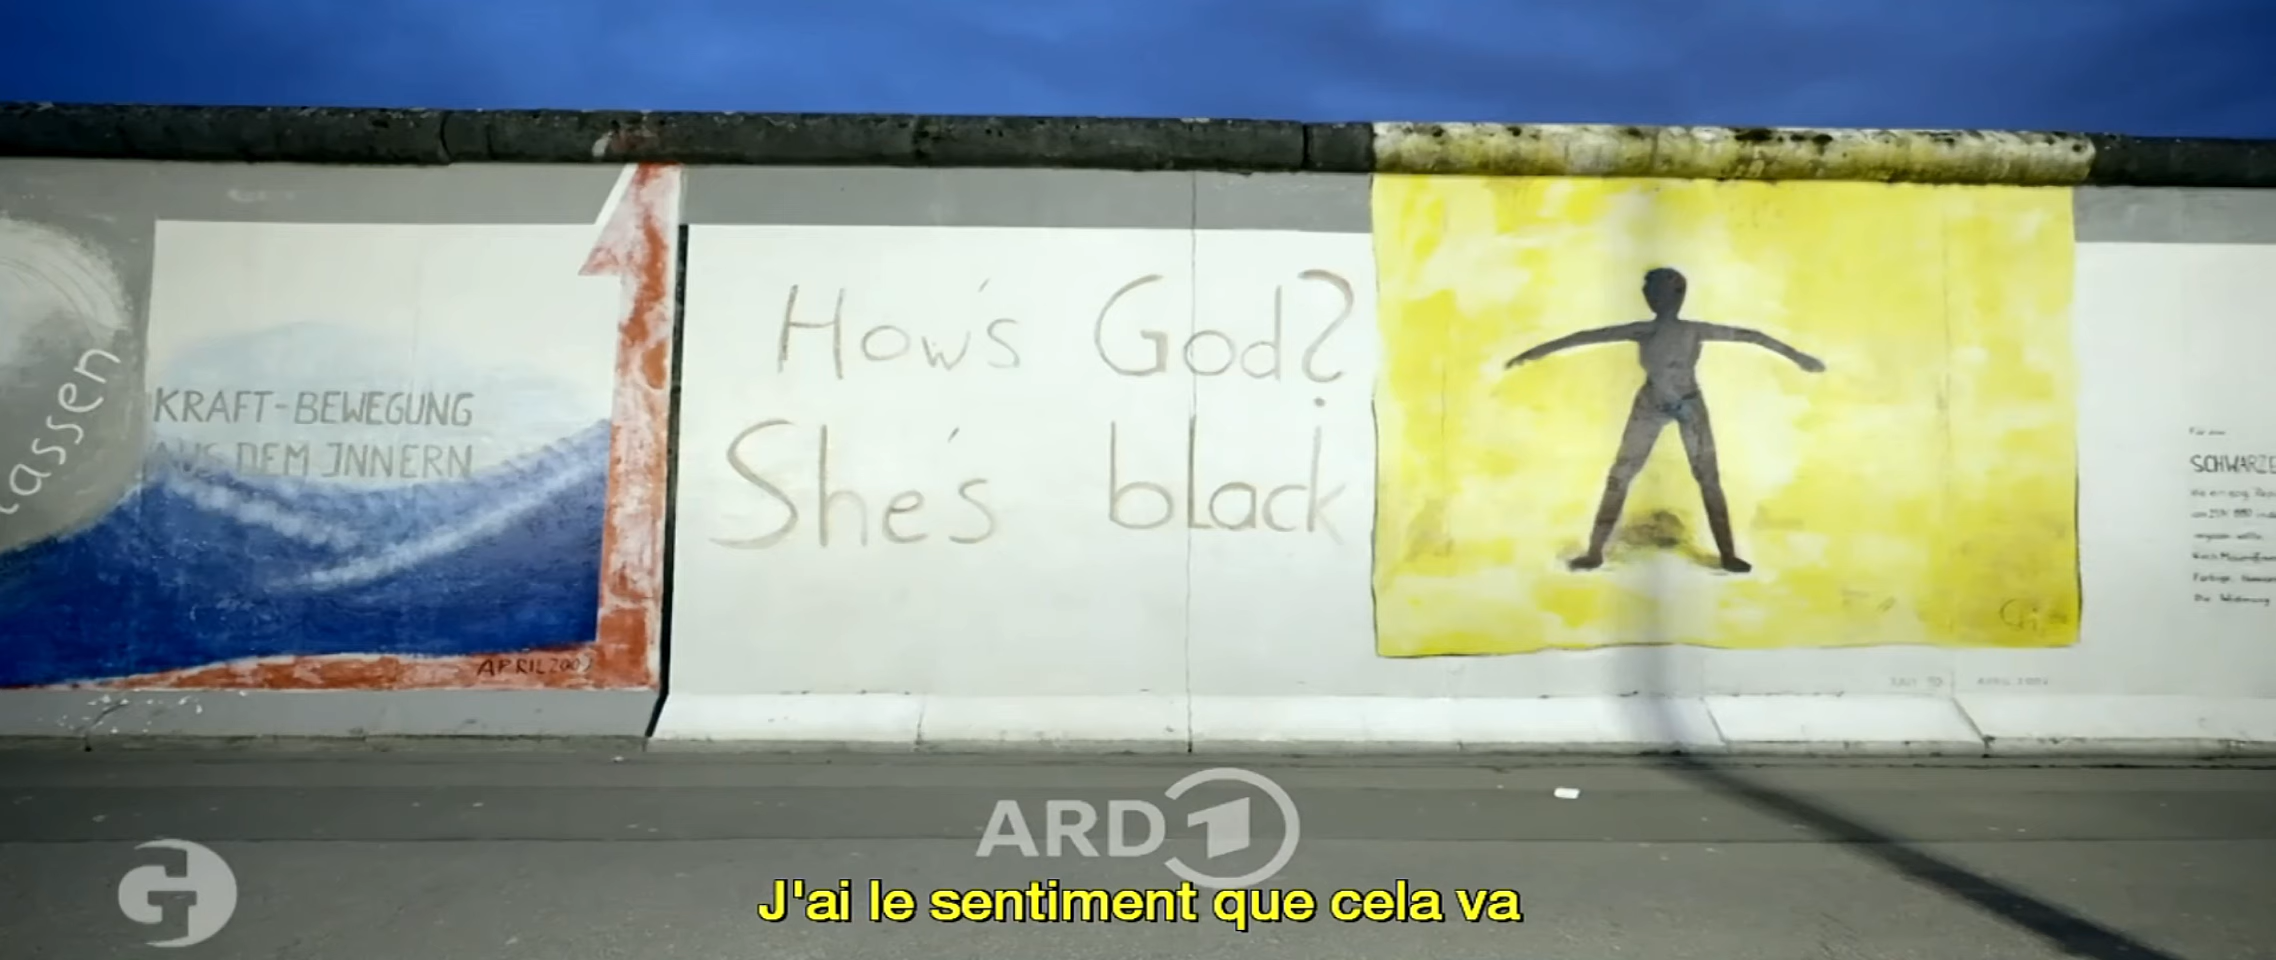 lassen
KRAFT-BEWEGUNG
AUS DEM INNERN
APRIL 2009
How's God?
She's black
SCHWARZE
ARD 1
G
J'ai le sentiment que cela va